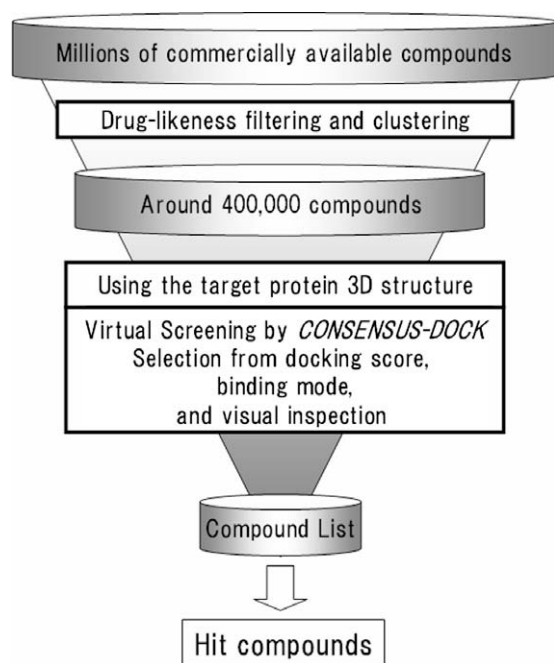 Millions of commercially available compounds
Drug-likeness filtering and clustering
Around 400,000 compounds
Using the target protein 3D structure
Virtual Screening by CONSENSUS-DOCK
Selection from docking score,
binding mode,
and visual inspection
Compound List
Hit compounds